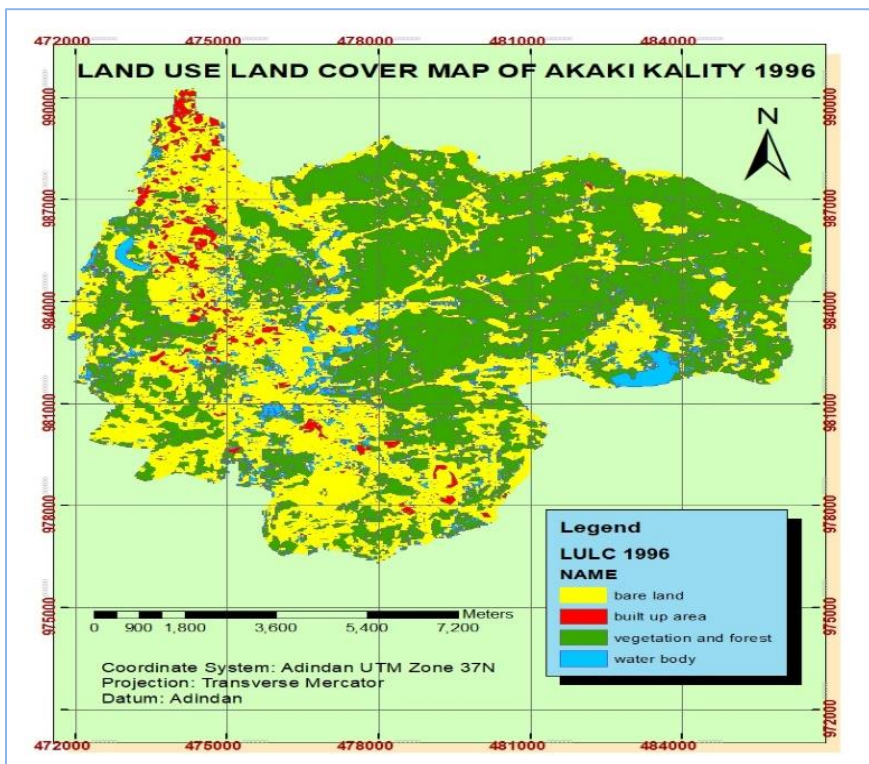 472000 475000 478000 481000 484000
LAND USE LAND COVER MAP OF AKAKI KALITY 1996
N
990000 990000
987000 987000
984000 984000
981000 981000
978000 978000
975000 975000
972000
Legend
LULC 1996
NAME
bare land
built up area
vegetation and forest
water body
Meters
0 900 1,800 3,600 5,400 7,200
Coordinate System: Adindan UTM Zone 37N
Projection: Transverse Mercator
Datum: Adindan
472000 475000 478000 481000 484000